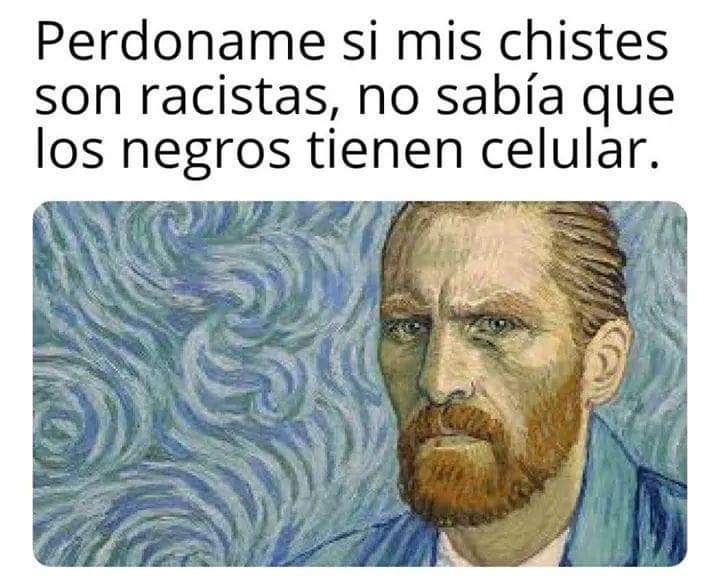 Perdoname si mis chistes
son racistas, no sabía que
los negros tienen celular.